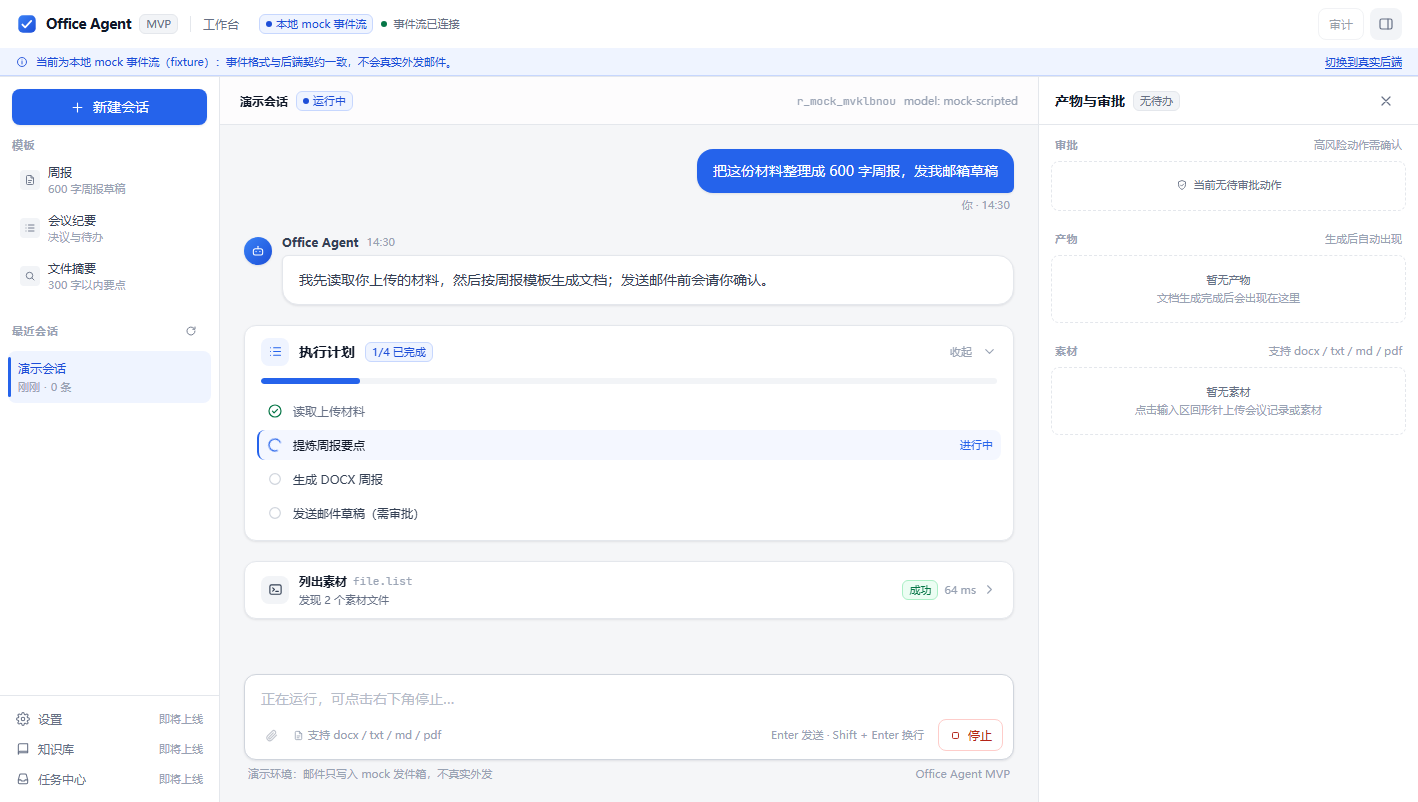 Office Agent MVP 工作台 本地 mock 事件流 事件流已连接 审计
当前为本地 mock 事件流（fixture）：事件格式与后端契约一致，不会真实外发邮件。 切换到真实后端
+ 新建会话
模板
周报
600 字周报草稿
会议纪要
决议与待办
文件摘要
300 字以内要点
最近会话
演示会话
刚刚 · 0 条
设置 即将上线
知识库 即将上线
任务中心 即将上线
演示会话 运行中 r_mock_mvklbnou model: mock-scripted
把这份材料整理成 600 字周报，发我邮箱草稿
你 · 14:30
Office Agent 14:30
我先读取你上传的材料，然后按周报模板生成文档；发送邮件前会请你确认。
执行计划 1/4 已完成 收起
读取上传材料
提炼周报要点 进行中
生成 DOCX 周报
发送邮件草稿（需审批）
列出素材 file.list
发现 2 个素材文件
成功 64 ms
正在运行，可点击右下角停止...
支持 docx / txt / md / pdf Enter 发送 · Shift + Enter 换行 停止
演示环境：邮件只写入 mock 发件箱，不真实外发 Office Agent MVP
产物与审批 无待办
审批 高风险动作需确认
当前无待审批动作
产物 生成后自动出现
暂无产物
文档生成完成后会出现在这里
素材 支持 docx / txt / md / pdf
暂无素材
点击输入区回形针上传会议记录或素材